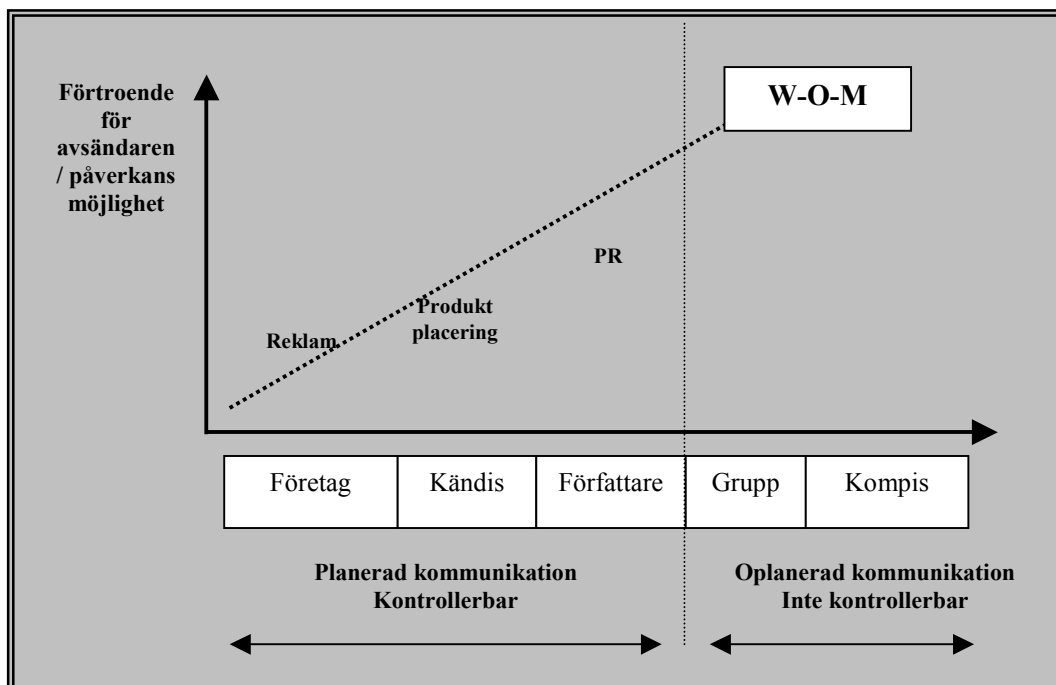 Förtroende
för
avsändaren
/ påverkans
möjlighet
W-O-M
PR
Produkt
placering
Reklam
Företag
Kändis
Författare
Grupp
Kompis
Planerad kommunikation
Kontrollerbar
Oplanerad kommunikation
Inte kontrollerbar